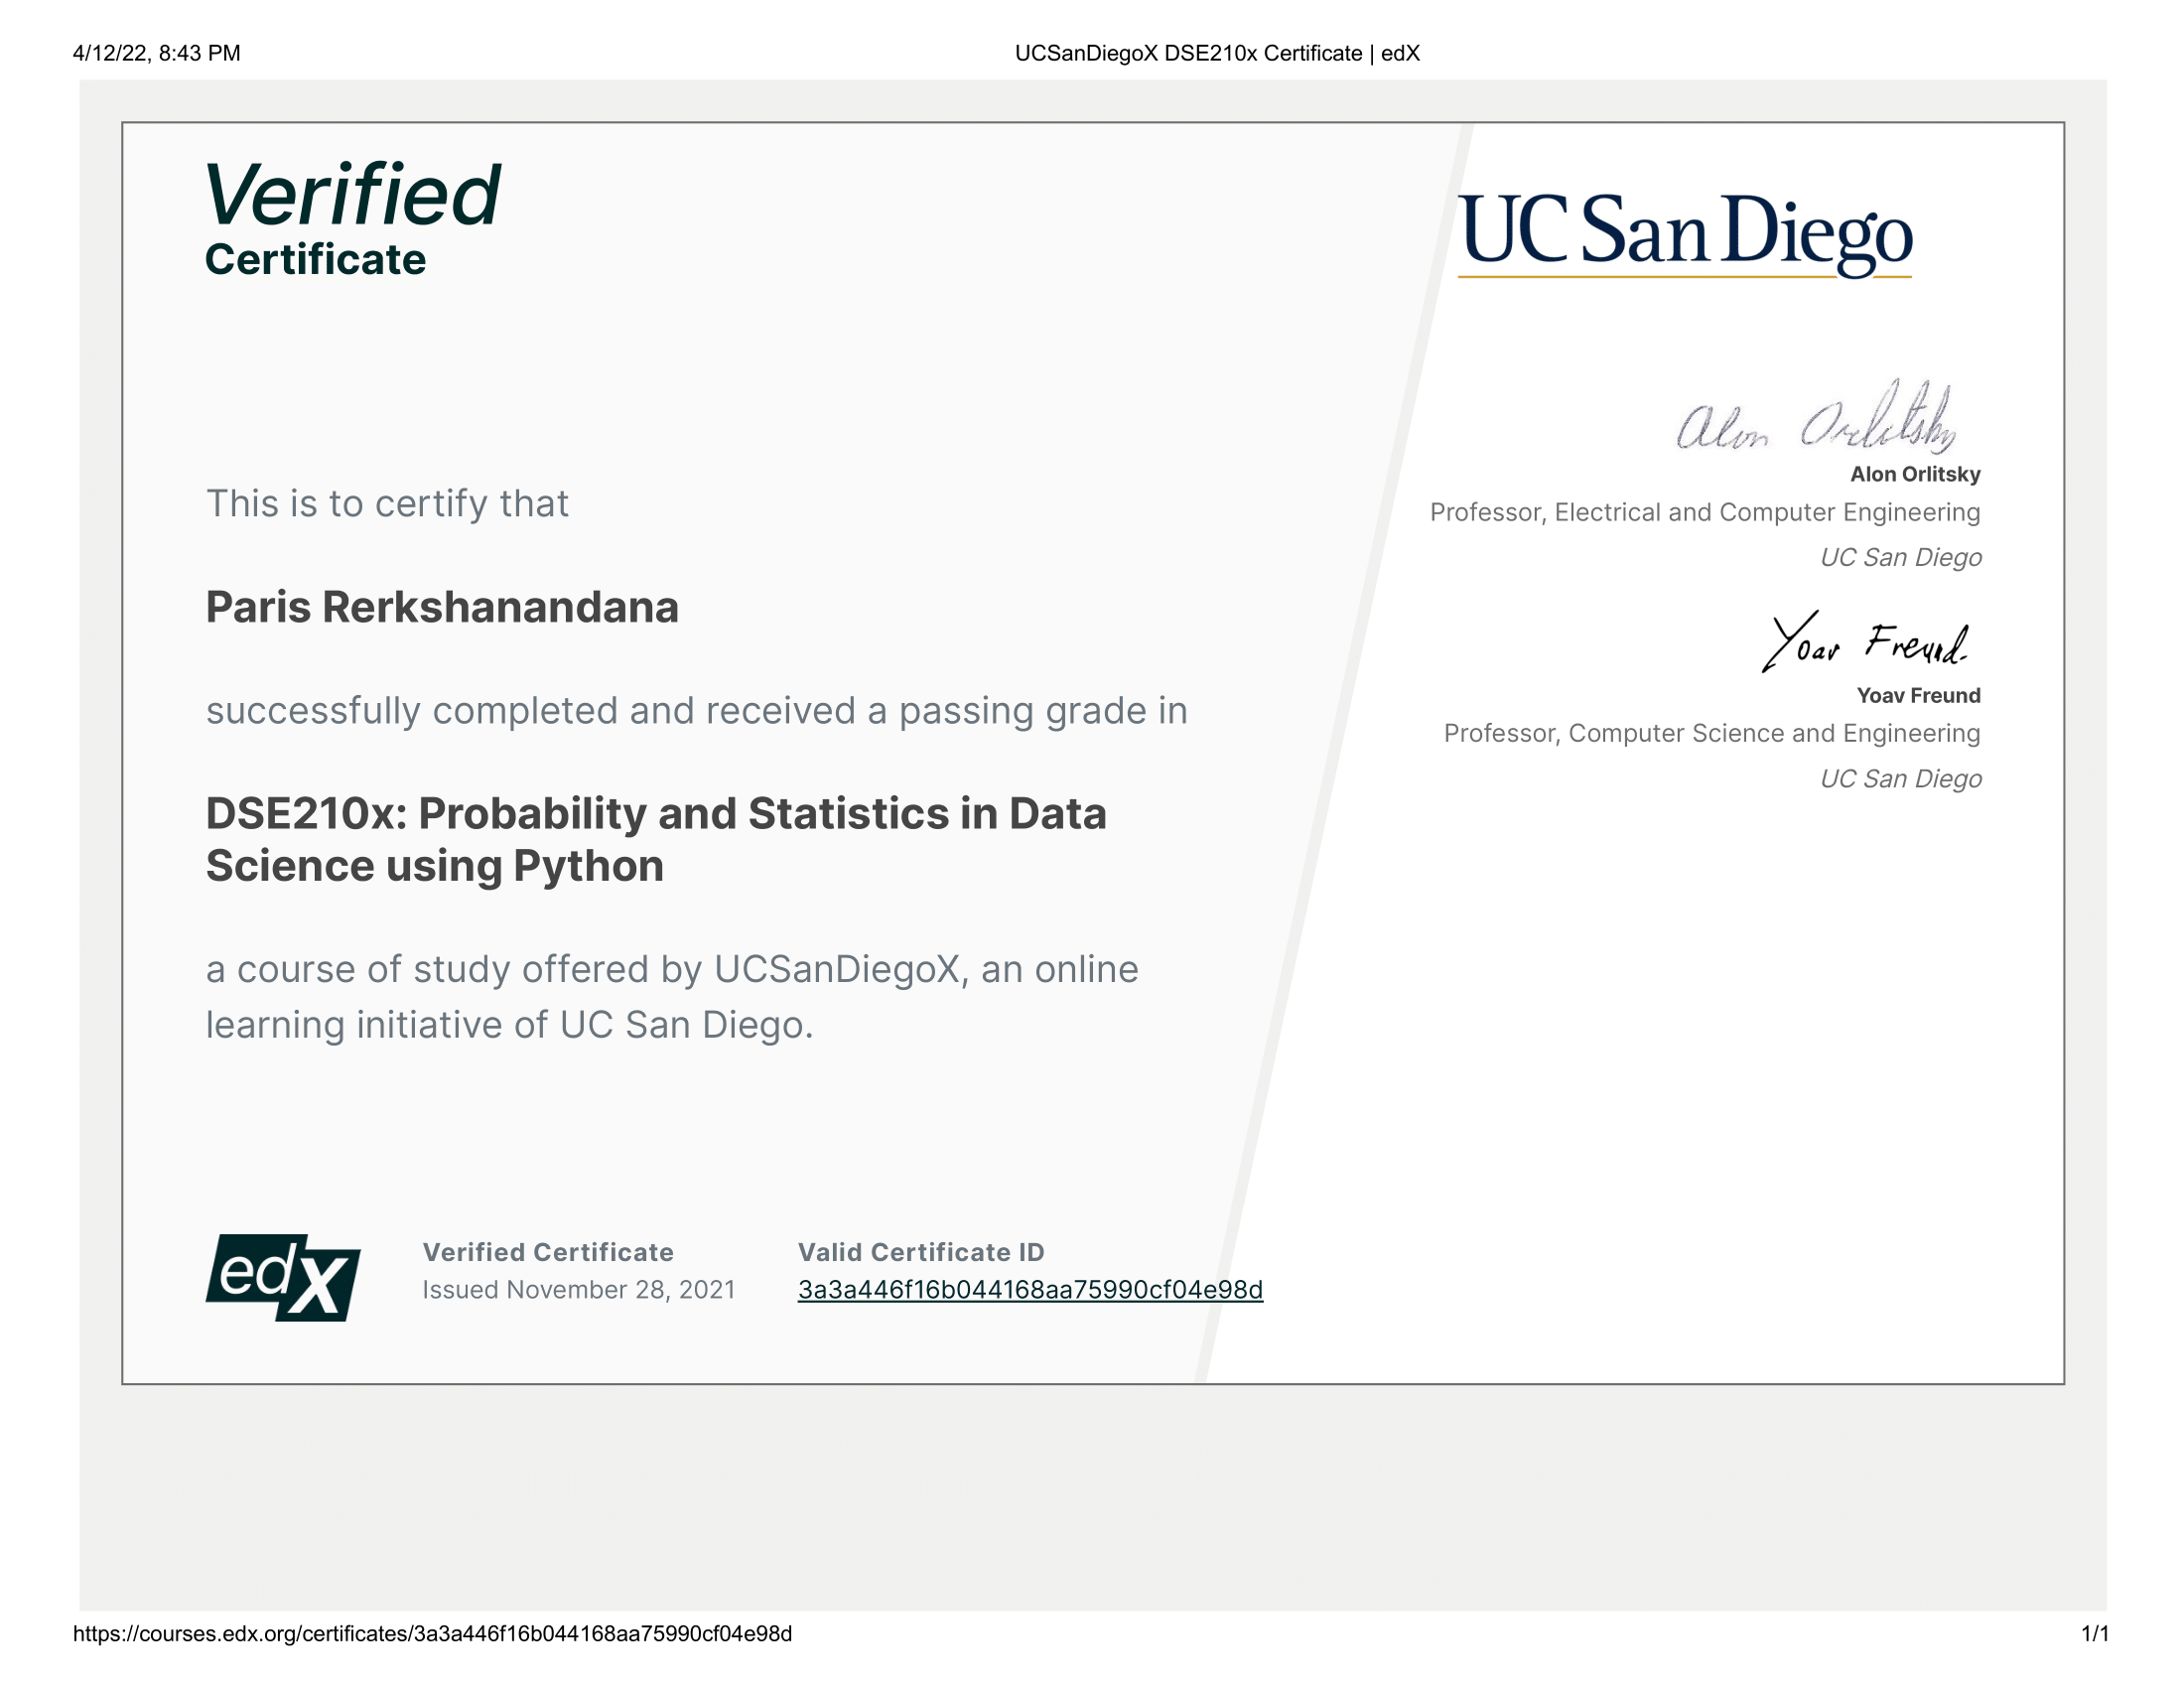 4/12/22, 8:43 PM
UCSanDiegoX DSE210x Certificate | edX
Verified
Certificate
UC San Diego
This is to certify that
Paris Rerkshanandana
successfully completed and received a passing grade in
DSE210x: Probability and Statistics in Data
Science using Python
a course of study offered by UCSanDiegoX, an online
learning initiative of UC San Diego.
Alon Orlitsky
Alon Orlitsky
Professor, Electrical and Computer Engineering
UC San Diego
Yoav Freund
Yoav Freund
Professor, Computer Science and Engineering
UC San Diego
edX
Verified Certificate
Issued November 28, 2021
Valid Certificate ID
3a3a446f16b044168aa75990cf04e98d
https://courses.edx.org/certificates/3a3a446f16b044168aa75990cf04e98d
1/1